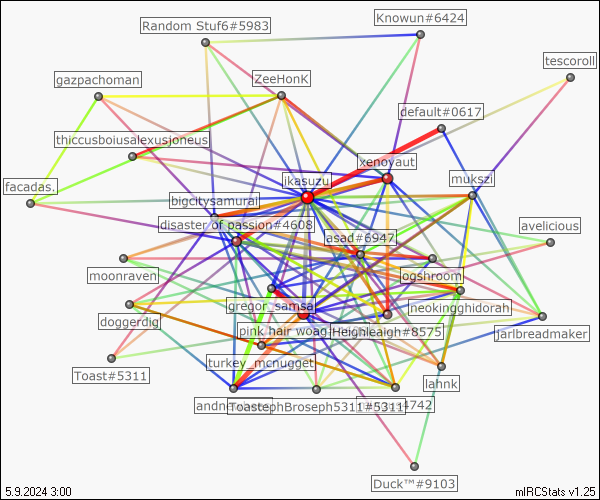 Knowun#6424
Random Stuf6#5983
tescoroll
ZeeHonK
gazpachoman
default#0617
thiccusboiusalexusjoneus
xenoyaut
jkasuzu
mukszi
facadas.
bigcitysamurai
disaster of passion#4608
avelicious
asad#6947
moonraven
ogshroom
gregor_samsa
neokingghidorah
doggerdig
pink hair woag
Heighleaigh#8575
jarlbreadmaker
turkey_mcnugget
Toast#5311
lahnk
ToastephBroseph5311#5311
4742
Duck™#9103
5.9.2024 3:00
mIRCStats v1.25